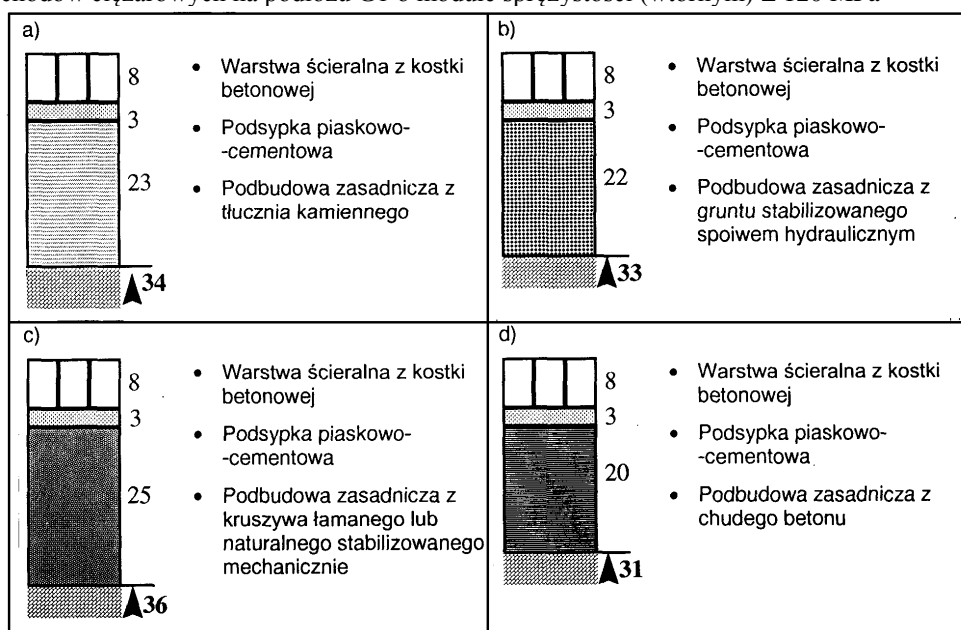 chodów ciężarowych na podłożu G1 o module sprężystości (wtórnym) ≥ 120 MPa
a)
8
3
23
34
• Warstwa ścieralna z kostki
betonowej
• Podsypka piaskowo-
-cementowa
• Podbudowa zasadnicza z
tłucznia kamiennego
b)
8
3
22
33
• Warstwa ścieralna z kostki
betonowej
• Podsypka piaskowo-
-cementowa
• Podbudowa zasadnicza z
gruntu stabilizowanego
spoiwem hydraulicznym
c)
8
3
25
36
• Warstwa ścieralna z kostki
betonowej
• Podsypka piaskowo-
-cementowa
• Podbudowa zasadnicza z
kruszywa łamanego lub
naturalnego stabilizowanego
mechanicznie
d)
8
3
20
31
• Warstwa ścieralna z kostki
betonowej
• Podsypka piaskowo-
-cementowa
• Podbudowa zasadnicza z
chudego betonu